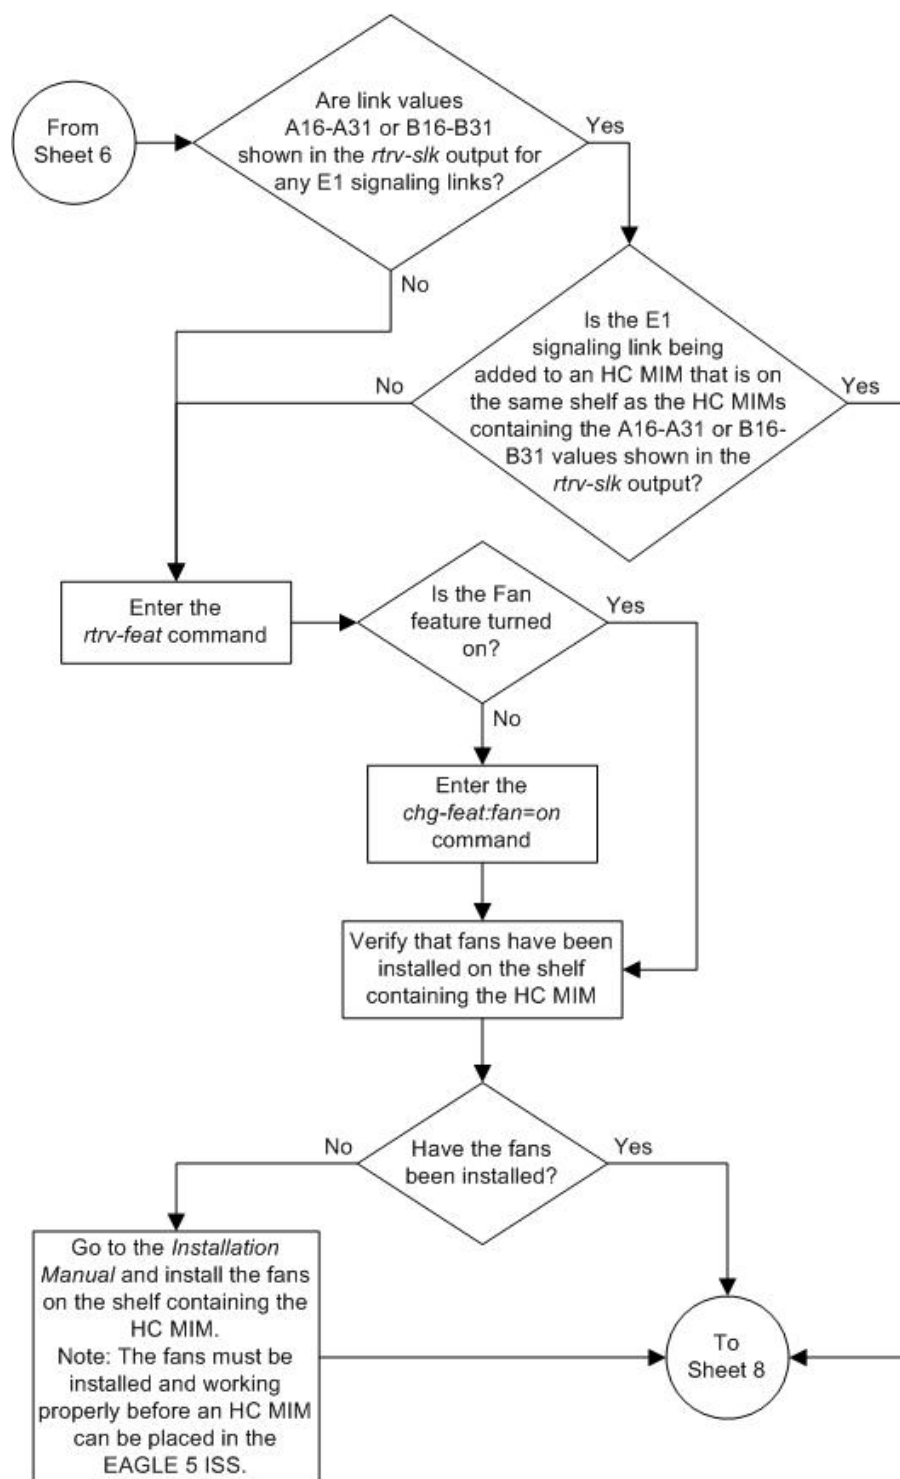 From
Sheet 6
Are link values
A16-A31 or B16-B31
shown in the rtrv-slk output for
any E1 signaling links?
Yes
No
Is the E1
signaling link being
added to an HC MIM that is on
the same shelf as the HC MIMs
containing the A16-A31 or B16-
B31 values shown in the
rtrv-slk output?
No
Yes
Enter the
rtrv-feat command
Is the Fan
feature turned
on?
Yes
No
Enter the
chg-feat:fan=on
command
Verify that fans have been
installed on the shelf
containing the HC MIM
Have the fans
been installed?
No
Yes
Go to the Installation
Manual and install the fans
on the shelf containing the
HC MIM.
Note: The fans must be
installed and working
properly before an HC MIM
can be placed in the
EAGLE 5 ISS.
To
Sheet 8